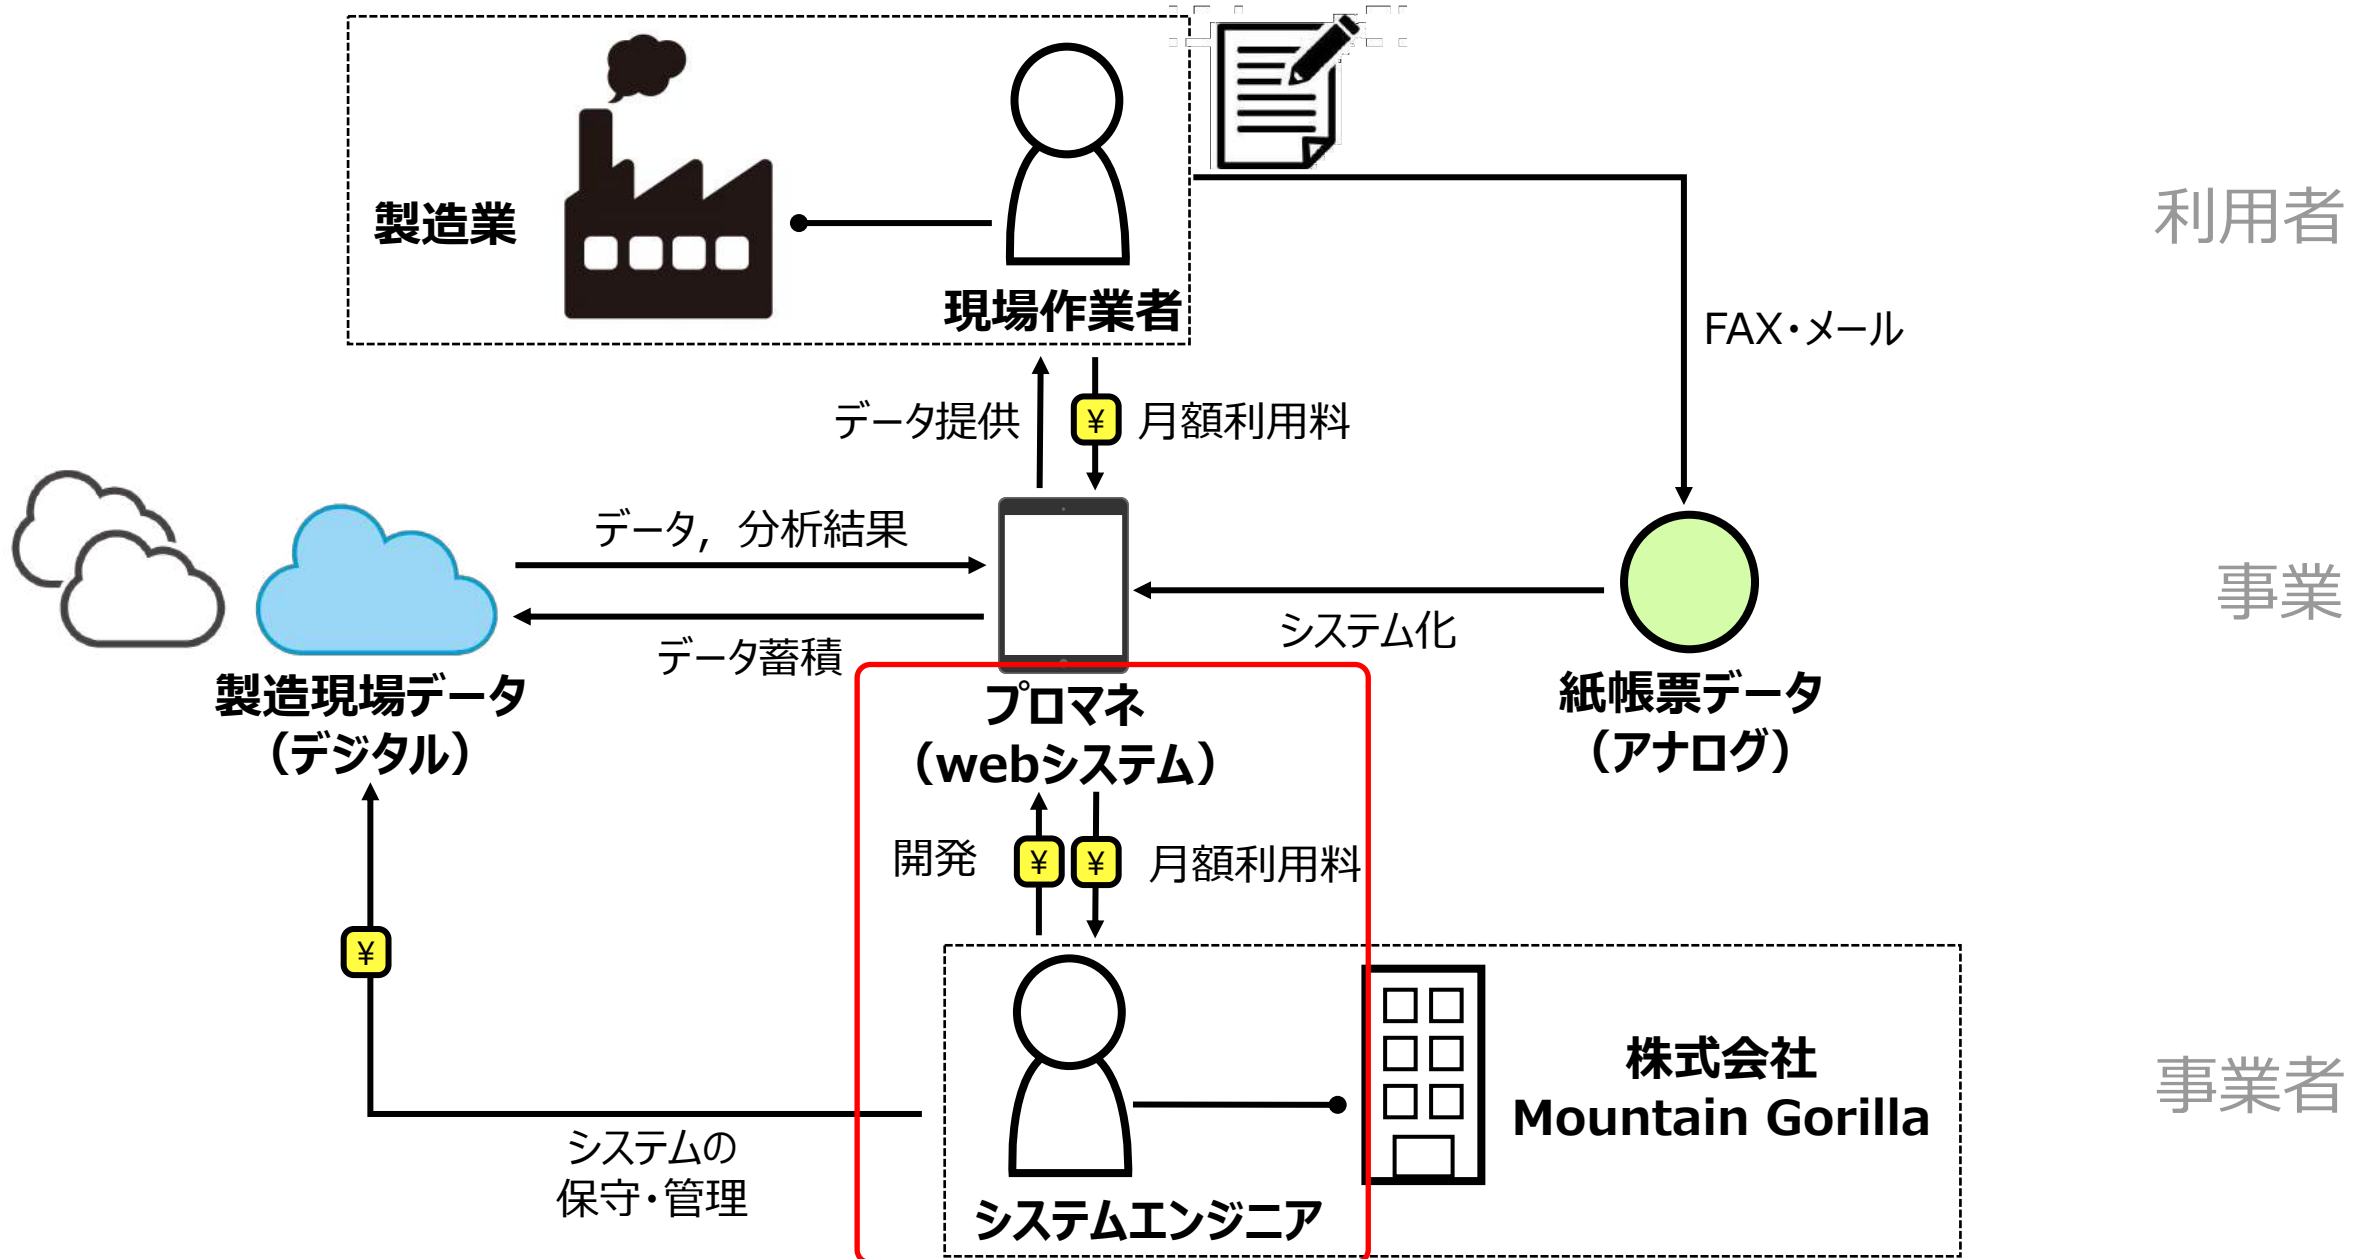 製造業
現場作業者
利用者
FAX・メール
データ提供
¥
月額利用料
データ, 分析結果
データ蓄積
システム化
事業
製造現場データ
（デジタル）
プロマネ
（webシステム）
紙帳票データ
（アナログ）
開発
¥
¥
月額利用料
¥
システムの
保守・管理
システムエンジニア
株式会社
Mountain Gorilla
事業者